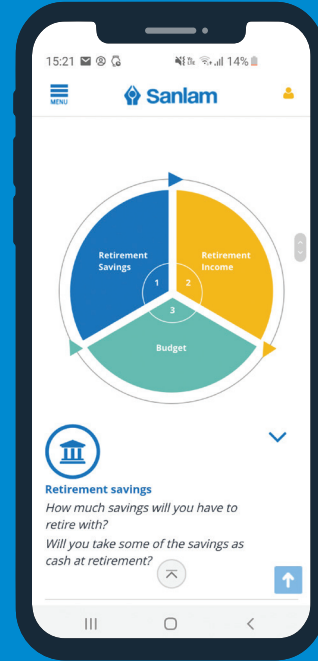 15:21 14%
MENU
Sanlam
Retirement
Savings
Retirement
Income
1
2
3
Budget
Retirement savings
How much savings will you have to
retire with?
Will you take some of the savings as
cash at retirement?